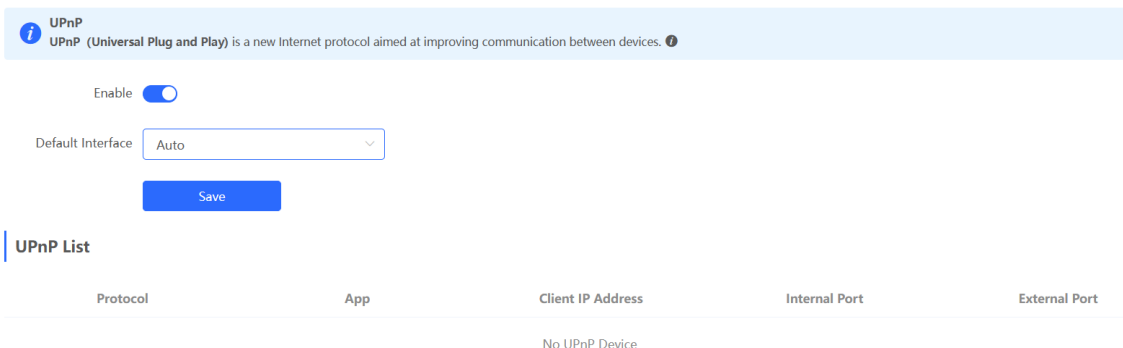 UPnP
UPnP (Universal Plug and Play) is a new Internet protocol aimed at improving communication between devices.
Enable
Default Interface Auto
Save
UPnP List
Protocol App Client IP Address Internal Port External Port
No UPnP Device